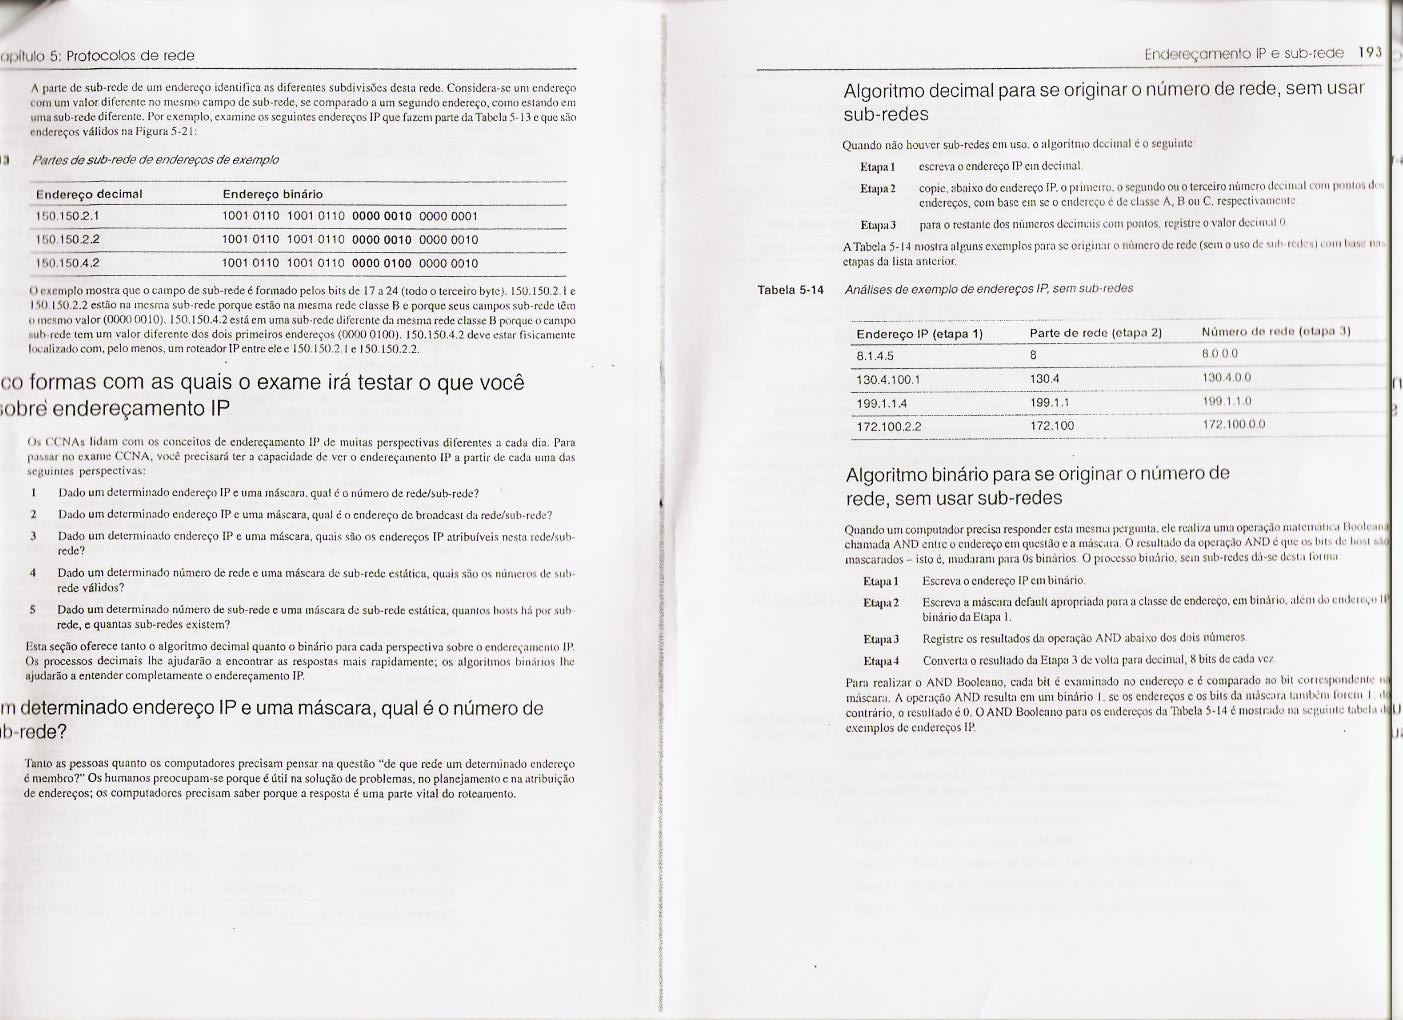 5: Protocolos de rede
A parte de sub-rede de um endereço identifica as diferentes subdivisões desta rede. Considera-se um endereço
com um valor diferente no mesmo campo de sub-rede, se comparado a um segundo endereço, como estando em
uma sub-rede diferente. Por exemplo, examine os seguintes endereços IP que fazem parte da Tabela 5-13 e que são
endereços válidos na Figura 5-21:
Partes de sub-rede de endereços de exemplo
Endereço decimal Endereço binário
150.150.2.1 1001 0110 1001 0110 0000 0010 0000 0001
150.150.2.2 1001 0110 1001 0110 0000 0010 0000 0010
150.150.4.2 1001 0110 1001 0110 0000 0100 0000 0010
O exemplo mostra que o campo de sub-rede é formado pelos bits de 17 a 24 (todo o terceiro byte). 150.150.2.1 e
150.150.2.2 estão na mesma sub-rede porque estão na mesma rede classe B e porque seus campos sub-rede têm
o mesmo valor (0000 0010). 150.150.4.2 está em uma sub-rede diferente da mesma rede classe B porque o campo
sub-rede tem um valor diferente dos dois primeiros endereços (0000 0100). 150.150.4.2 deve estar fisicamente
localizado com, pelo menos, um roteador IP entre ele e 150.150.2.1 e 150.150.2.2.
co formas com as quais o exame irá testar o que você
sobre endereçamento IP
Os CCNAs lidam com os conceitos de endereçamento IP de muitas perspectivas diferentes a cada dia. Para
passar no exame CCNA, você precisará ter a capacidade de ver o endereçamento IP a partir de cada uma das
seguintes perspectivas:
1 Dado um determinado endereço IP e uma máscara, qual é o número de rede/sub-rede?
2 Dado um determinado endereço IP e uma máscara, qual é o endereço de broadcast da rede/sub-rede?
3 Dado um determinado endereço IP e uma máscara, quais são os endereços IP atribuíveis nesta rede/sub-
rede?
4 Dado um determinado número de rede e uma máscara de sub-rede estática, quais são os números de sub-
rede válidos?
5 Dado um determinado número de sub-rede e uma máscara de sub-rede estática, quantos hosts há por sub-
rede, e quantas sub-redes existem?
Esta seção oferece tanto o algoritmo decimal quanto o binário para cada perspectiva sobre o endereçamento IP.
Os processos decimais lhe ajudarão a encontrar as respostas mais rapidamente; os algoritmos binários lhe
ajudarão a entender completamente o endereçamento IP.
m determinado endereço IP e uma máscara, qual é o número de
b-rede?
Tanto as pessoas quanto os computadores precisam pensar na questão “de que rede um determinado endereço
é membro?” Os humanos preocupam-se porque é útil na solução de problemas, no planejamento e na atribuição
de endereços; os computadores precisam saber porque a resposta é uma parte vital do roteamento.
Endereçamento IP e sub-rede 193
Algoritmo decimal para se originar o número de rede, sem usar
sub-redes
Quando não houver sub-redes em uso, o algoritmo decimal é o seguinte:
Etapa 1 escreva o endereço IP em decimal.
Etapa 2 copie, abaixo do endereço IP, o primeiro, o segundo ou o terceiro número decimal com pontos dos
endereços, com base em se o endereço é de classe A, B ou C, respectivamente
Etapa 3 para o restante dos números decimais com pontos, registre o valor decimal 0
A Tabela 5-14 mostra alguns exemplos para se originar o número de rede (sem o uso de sub-redes) com base nas
etapas da lista anterior.
Tabela 5-14 Análises de exemplo de endereços IP, sem sub-redes
Endereço IP (etapa 1) Parte de rede (etapa 2) Número de rede (etapa 3)
8.1.4.5 8 8.0.0.0
130.4.100.1 130.4 130.4.0.0
199.1.1.4 199.1.1 199.1.1.0
172.100.2.2 172.100 172.100.0.0
Algoritmo binário para se originar o número de
rede, sem usar sub-redes
Quando um computador precisa responder esta mesma pergunta, ele realiza uma operação matemática Booleana
chamada AND entre o endereço em questão e a máscara. O resultado da operação AND é que os bits de host são
mascarados – isto é, mudaram para 0s binários. O processo binário, sem sub-redes dá-se desta forma
Etapa 1 Escreva o endereço IP em binário.
Etapa 2 Escreva a máscara default apropriada para a classe de endereço, em binário, além do endereço IP
binário da Etapa 1.
Etapa 3 Registre os resultados da operação AND abaixo dos dois números.
Etapa 4 Converta o resultado da Etapa 3 de volta para decimal, 8 bits de cada vez.
Para realizar o AND Booleano, cada bit é examinado no endereço e é comparado ao bit correspondente na
máscara. A operação AND resulta em um binário 1, se os endereços e os bits da máscara também forem 1, do
contrário, o resultado é 0. O AND Booleano para os endereços da Tabela 5-14 é mostrado na seguinte tabela de
exemplos de endereços IP.